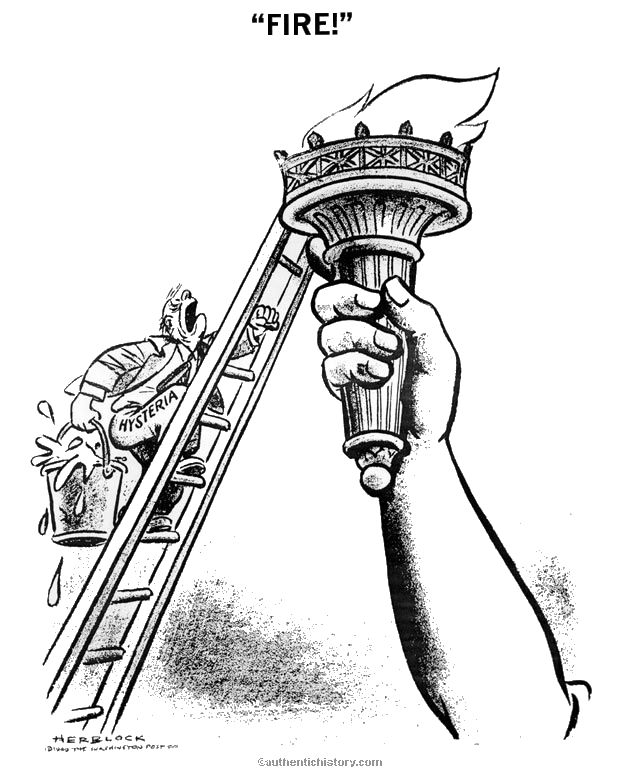 “FIRE!”
HYSTERIA
HERBLOCK
THE WASHINGTON POST CO
©authentichistory.com